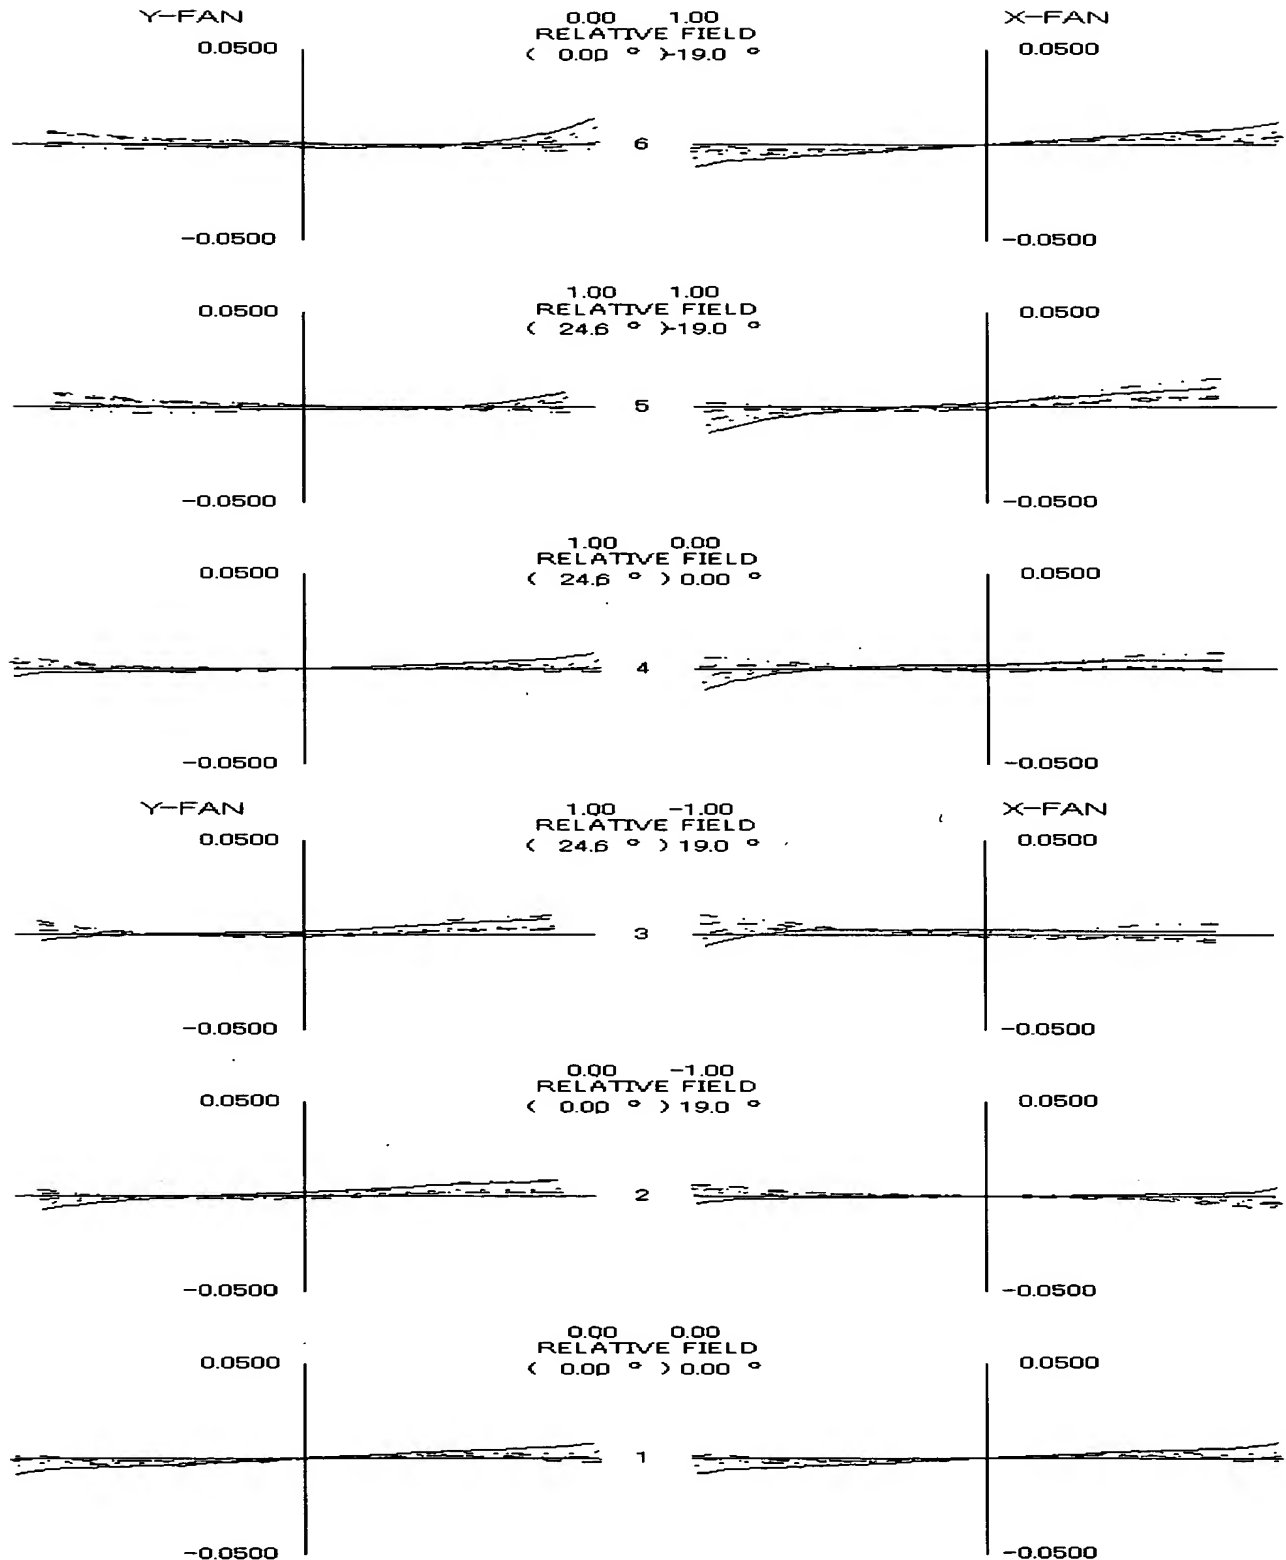 Y-FAN 0.00 1.00 X-FAN
RELATIVE FIELD
0.0500 ( 0.00 ° )-19.0 ° 0.0500
6
-0.0500 -0.0500
1.00 1.00
RELATIVE FIELD
0.0500 ( 24.6 ° )-19.0 ° 0.0500
5
-0.0500 -0.0500
1.00 0.00
RELATIVE FIELD
0.0500 ( 24.6 ° ) 0.00 ° 0.0500
4
-0.0500 -0.0500
Y-FAN 1.00 -1.00 X-FAN
RELATIVE FIELD
0.0500 ( 24.6 ° ) 19.0 ° 0.0500
3
-0.0500 -0.0500
0.00 -1.00
RELATIVE FIELD
0.0500 ( 0.00 ° ) 19.0 ° 0.0500
2
-0.0500 -0.0500
0.00 0.00
RELATIVE FIELD
0.0500 ( 0.00 ° ) 0.00 ° 0.0500
1
-0.0500 -0.0500